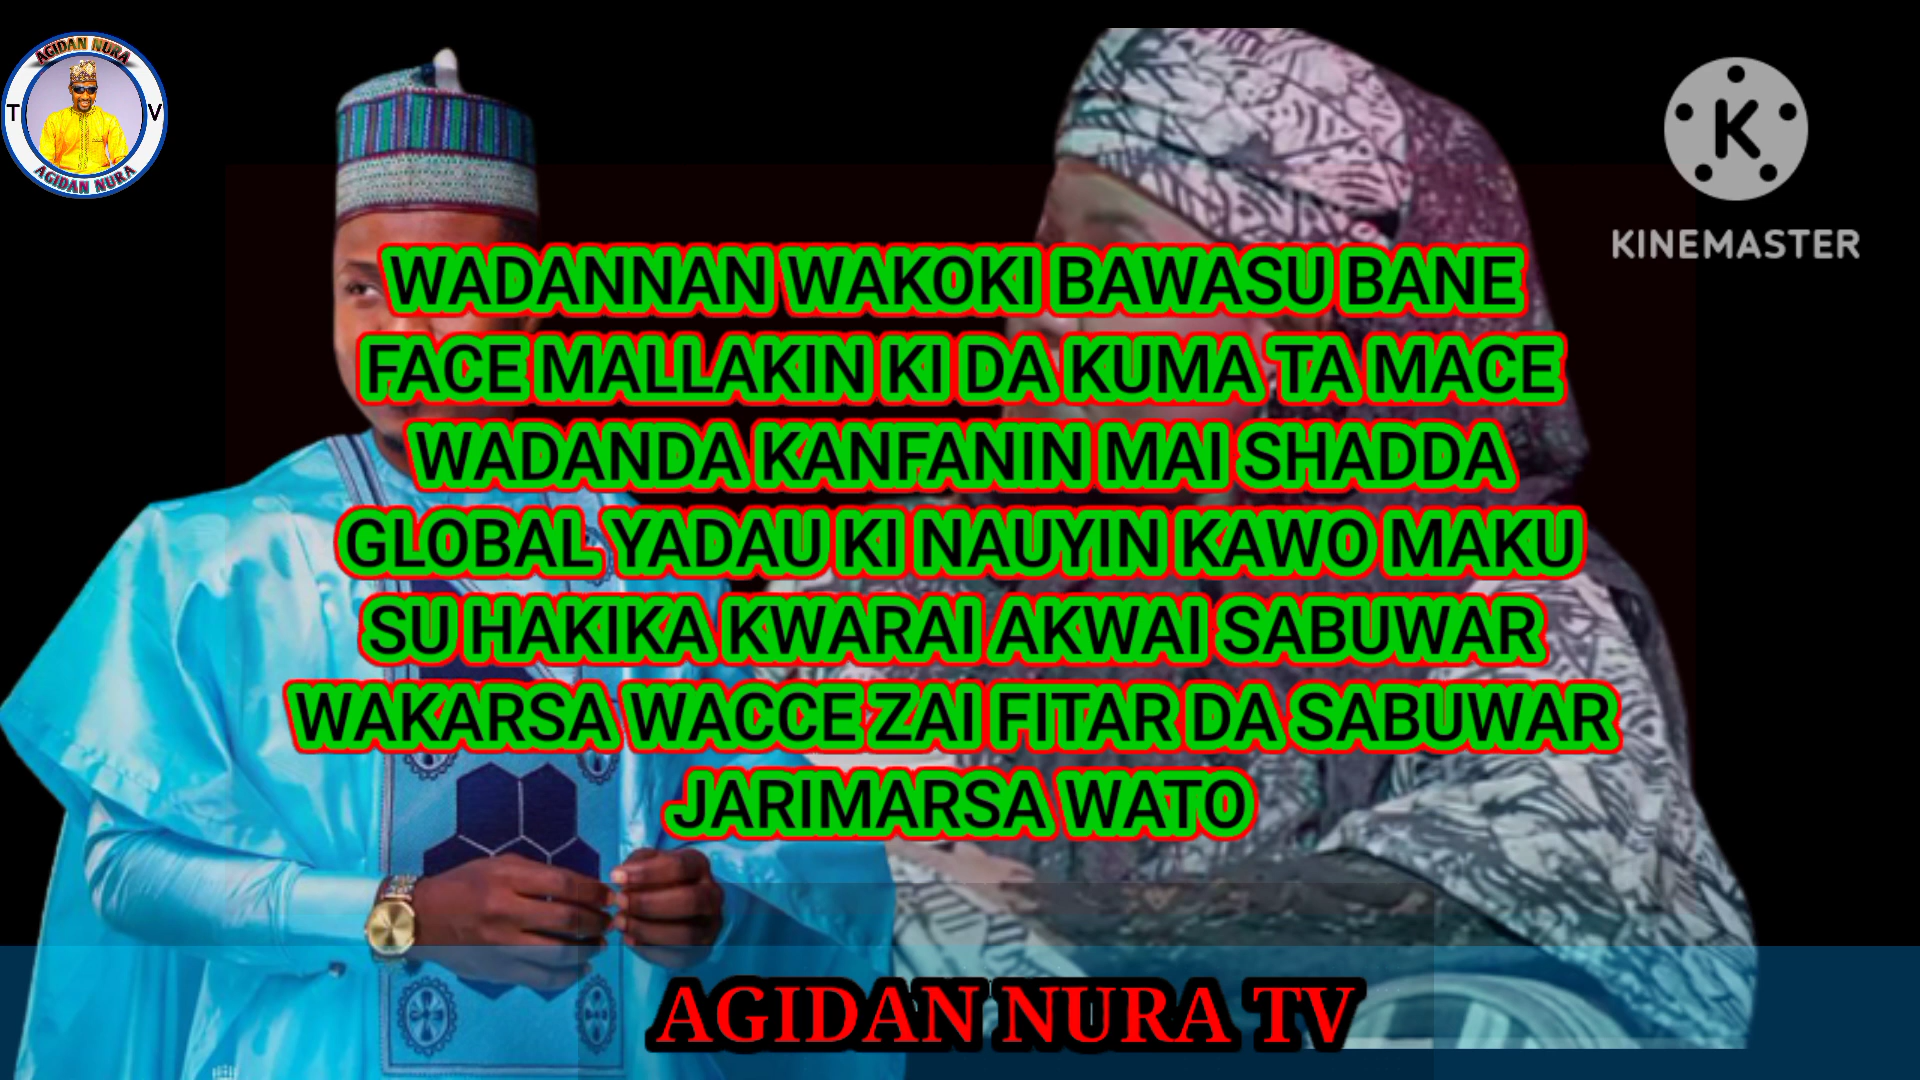 AGIDAN NURA
T V
AGIDAN NURA
K
KINEMASTER
WADANNAN WAKOKI BAWASU BANE
FACE MALLAKIN KI DA KUMA TA MACE
WADANDA KANFANIN MAI SHADDA
GLOBAL YADAU KI NAUYIN KAWO MAKU
SU HAKIKA KWARAI AKWAI SABUWAR
WAKARSA WACCE ZAI FITAR DA SABUWAR
JARIMARSA WATO
AGIDAN NURA TV